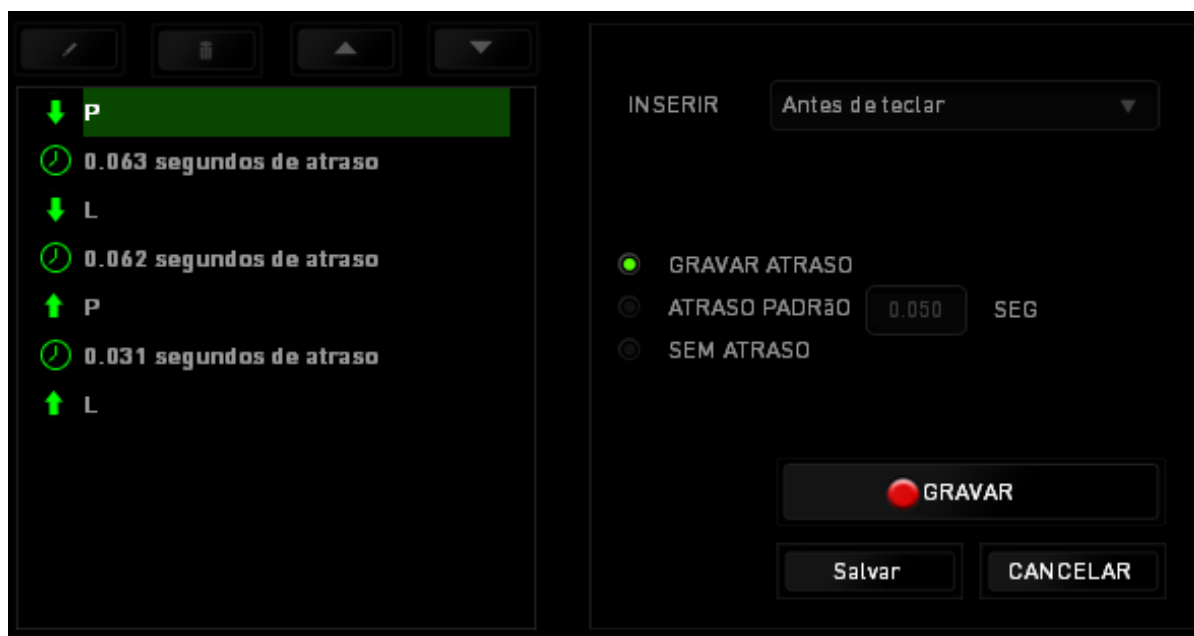 P
0.063 segundos de atraso
L
0.062 segundos de atraso
P
0.031 segundos de atraso
L
INSERIR Antes de teclar
GRAVAR ATRASO
ATRASO PADRãO 0.050 SEG
SEM ATRASO
GRAVAR
Salvar CANCELAR